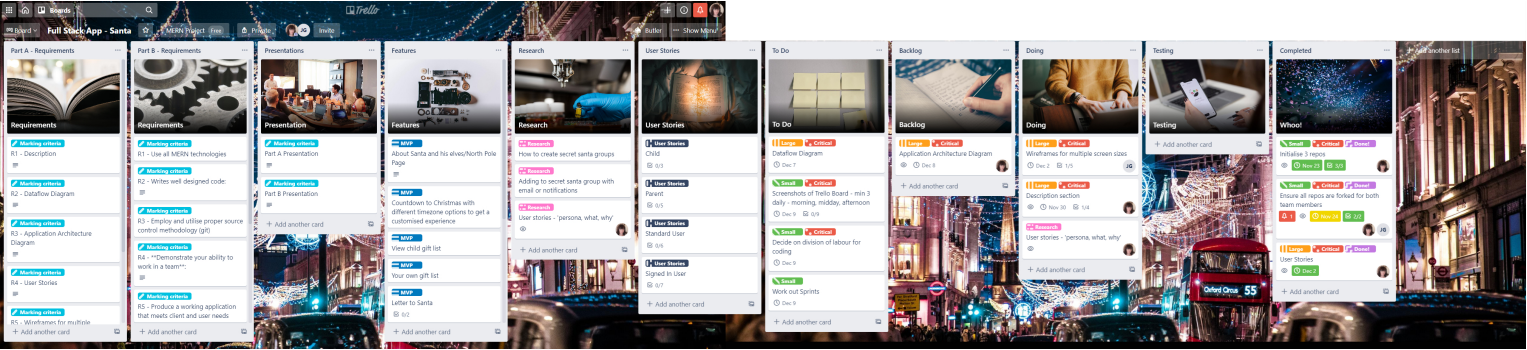 Boards
Trello
Board
Full Stack App - Santa
MERN Project Free
Private
JG
Invite
Butler
Show Menu
Part A - Requirements
Requirements
Marking criteria
R1 - Description
Marking criteria
R2 - Dataflow Diagram
Marking criteria
R3 - Application Architecture
Diagram
Marking criteria
R4 - User Stories
Marking criteria
R5 - Wireframes for multiple
+ Add another card
Part B - Requirements
Requirements
Marking criteria
R1 - Use all MERN technologies
Marking criteria
R2 - Writes well designed code:
Marking criteria
R3 - Employ and utilise proper source
control methodology (git)
Marking criteria
R4 - **Demonstrate your ability to
work in a team**:
Marking criteria
R5 - Produce a working application
that meets client and user needs
+ Add another card
Presentations
Presentation
Marking criteria
Part A Presentation
Marking criteria
Part B Presentation
+ Add another card
Features
Features
MVP
About Santa and his elves/North Pole
Page
MVP
Countdown to Christmas with
different timezone options to get a
customised experience
MVP
View child gift list
MVP
Your own gift list
MVP
Letter to Santa
0/2
+ Add another card
Research
Research
Research
How to create secret santa groups
Research
Adding to secret santa group with
email or notifications
Research
User stories - 'persona, what, why'
+ Add another card
User Stories
User Stories
User Stories
Child
0/3
User Stories
Parent
0/5
User Stories
Standard User
0/6
User Stories
Signed In User
0/7
+ Add another card
To Do
To Do
Large Critical
Dataflow Diagram
Dec 7
Small Critical
Screenshots of Trello Board - min 3
daily - morning, midday, afternoon
Dec 9 0/9
Small Critical
Decide on division of labour for
coding
Dec 9
Small
Work out Sprints
Dec 9
+ Add another card
Backlog
Backlog
Large Critical
Application Architecture Diagram
Dec 8
+ Add another card
Doing
Doing
Large Critical
Wireframes for multiple screen sizes
Dec 2 1/5 JG
Large Critical
Description section
Nov 30 1/4
Research
User stories - 'persona, what, why'
+ Add another card
Testing
Testing
+ Add another card
Completed
Whoo!
Small Critical Done!
Initialise 3 repos
Nov 25 3/3
Small Critical Done!
Ensure all repos are forked for both
team members
1 Nov 24 2/2
JG
Large Critical Done!
User Stories
Dec 2
+ Add another card
+ Add another list
Oxford Circus 55